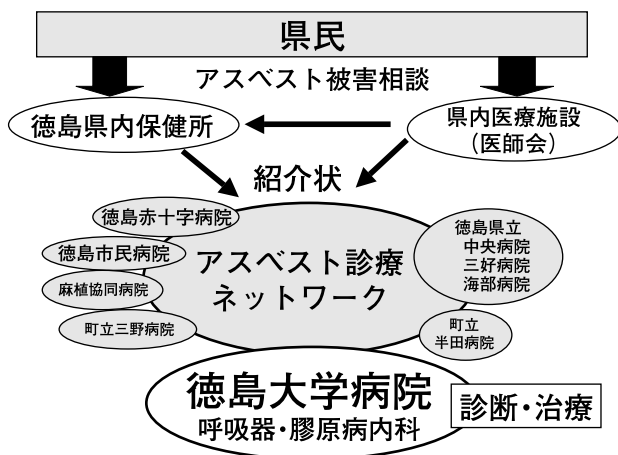 県民
アスベスト被害相談
徳島県内保健所
県内医療施設
(医師会)
紹介状
徳島赤十字病院
徳島市民病院
麻植協同病院
町立三野病院
アスベスト診療
ネットワーク
徳島県立
中央病院
三好病院
海部病院
町立
半田病院
徳島大学病院
呼吸器・膠原病内科
診断・治療